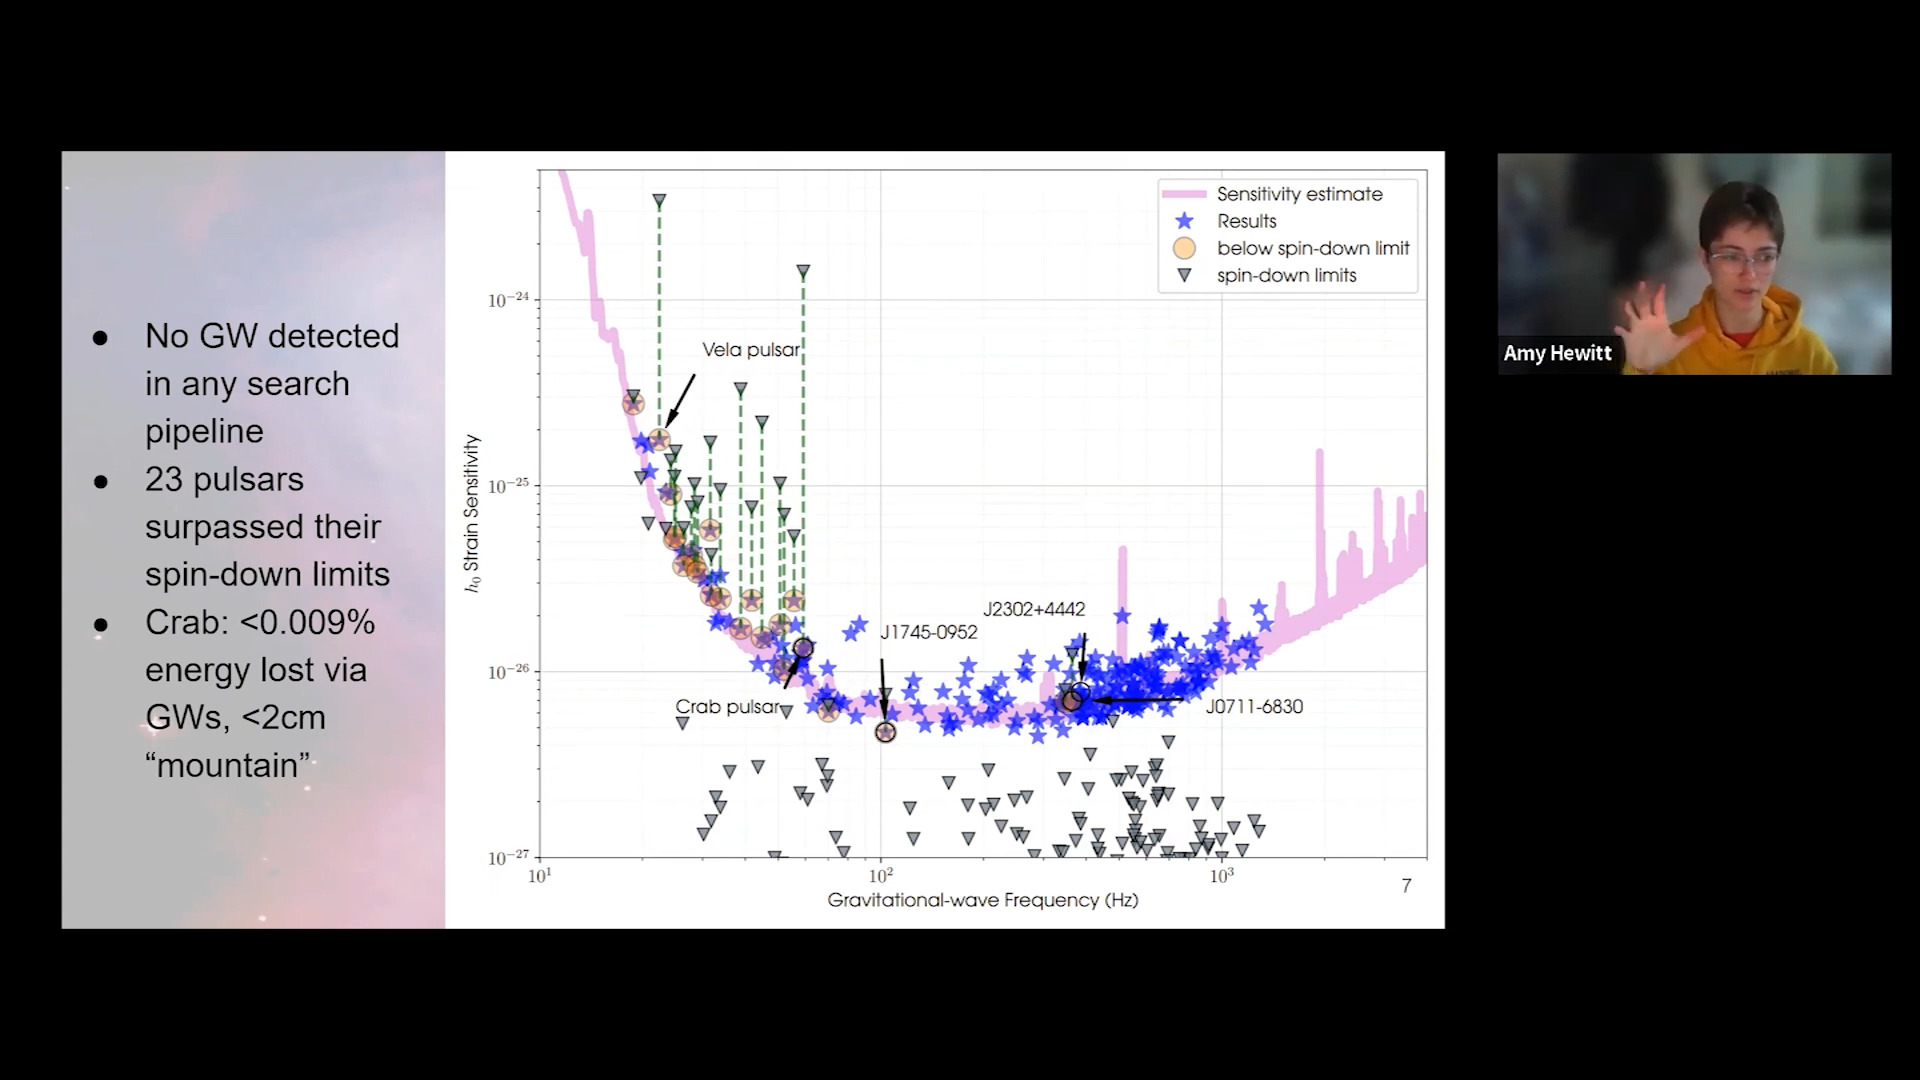 ● No GW detected
in any search
pipeline
● 23 pulsars
surpassed their
spin-down limits
● Crab: <0.009%
energy lost via
GWs, <2cm
“mountain”
Sensitivity estimate
Results
below spin-down limit
spin-down limits
10⁻²⁴
10⁻²⁵
10⁻²⁶
10⁻²⁷
h₀ Strain Sensitivity
Vela pulsar
J2302+4442
J1745-0952
Crab pulsar
J0711-6830
10¹
10²
10³
Gravitational-wave Frequency (Hz)
7
Amy Hewitt